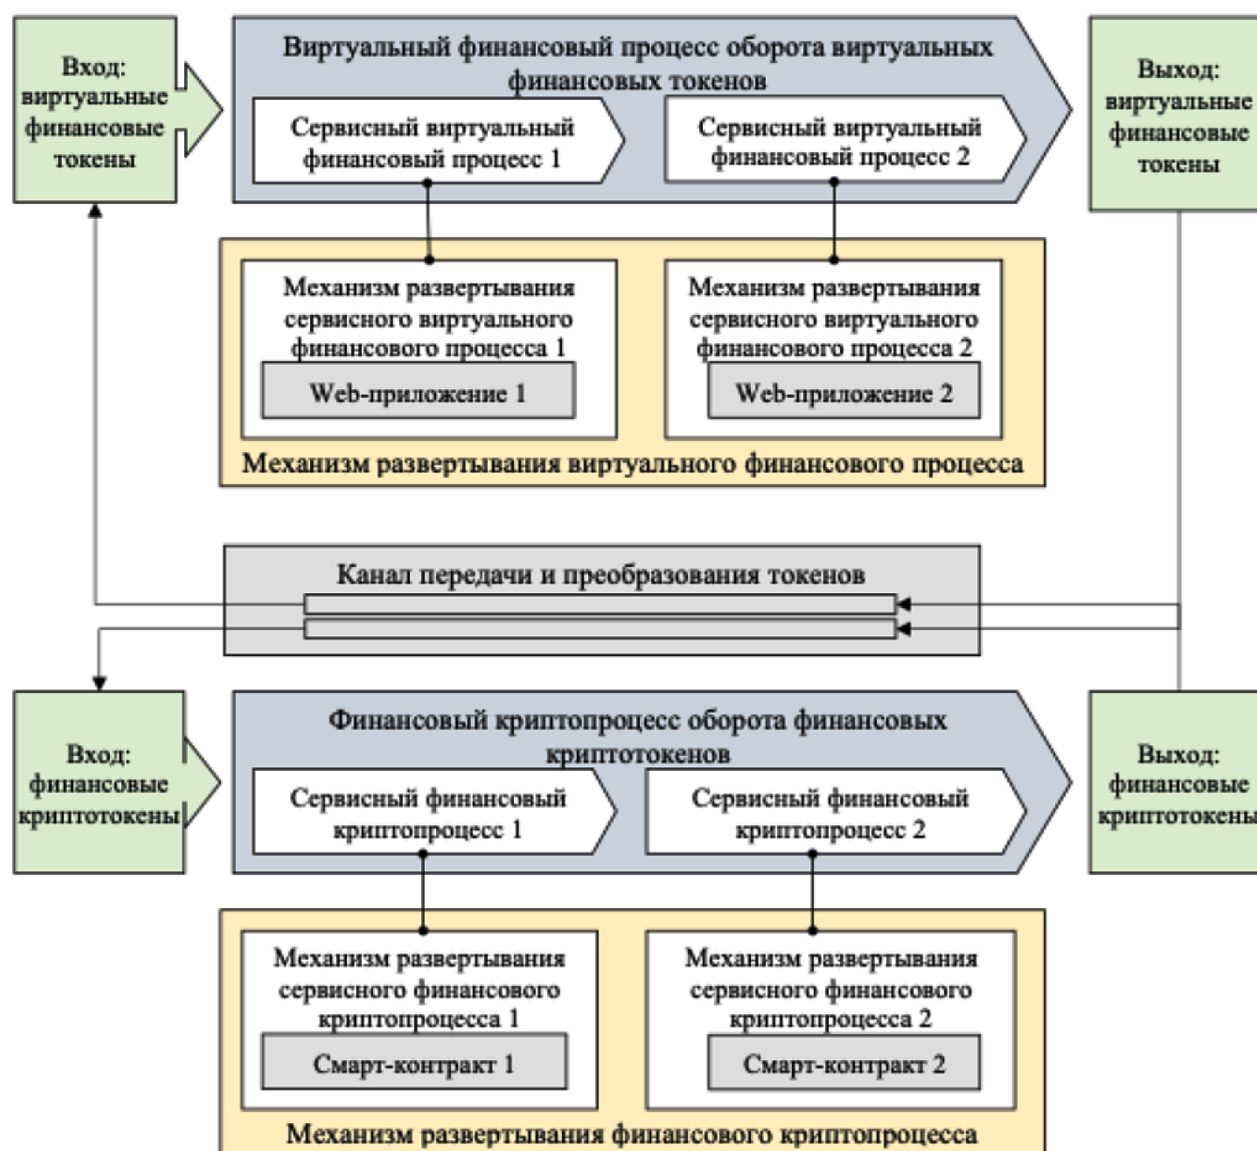 Вход:
виртуальные
финансовые
токены
Виртуальный финансовый процесс оборота виртуальных
финансовых токенов
Сервисный виртуальный
финансовый процесс 1
Сервисный виртуальный
финансовый процесс 2
Выход:
виртуальные
финансовые
токены
Механизм развертывания
сервисного виртуального
финансового процесса 1
Web-приложение 1
Механизм развертывания
сервисного виртуального
финансового процесса 2
Web-приложение 2
Механизм развертывания виртуального финансового процесса
Канал передачи и преобразования токенов
Вход:
финансовые
криптотокены
Финансовый криптопроцесс оборота финансовых
криптотокенов
Сервисный финансовый
криптопроцесс 1
Сервисный финансовый
криптопроцесс 2
Выход:
финансовые
криптотокены
Механизм развертывания
сервисного финансового
криптопроцесса 1
Смарт-контракт 1
Механизм развертывания
сервисного финансового
криптопроцесса 2
Смарт-контракт 2
Механизм развертывания финансового криптопроцесса